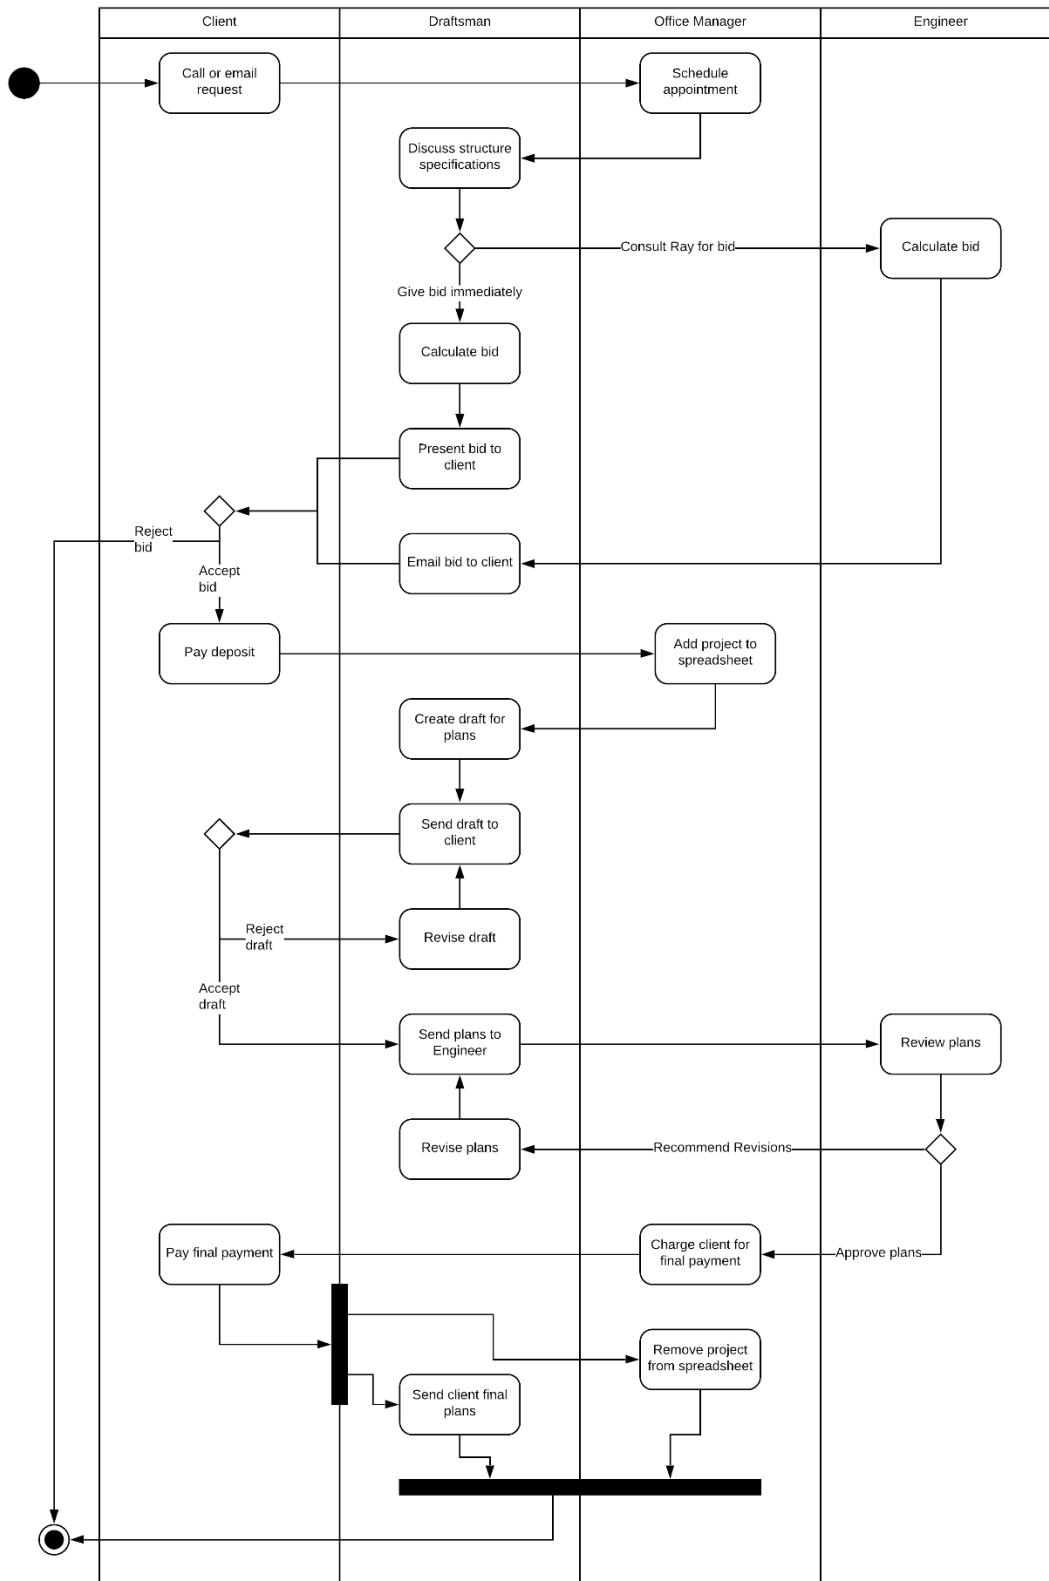 Client
Draftsman
Office Manager
Engineer
Call or email
request
Schedule
appointment
Discuss structure
specifications
Consult Ray for bid
Calculate bid
Give bid immediately
Calculate bid
Present bid to
client
Reject
bid
Email bid to client
Accept
bid
Pay deposit
Add project to
spreadsheet
Create draft for
plans
Send draft to
client
Reject
draft
Revise draft
Accept
draft
Send plans to
Engineer
Review plans
Revise plans
Recommend Revisions
Pay final payment
Charge client for
final payment
Approve plans
Remove project
from spreadsheet
Send client final
plans